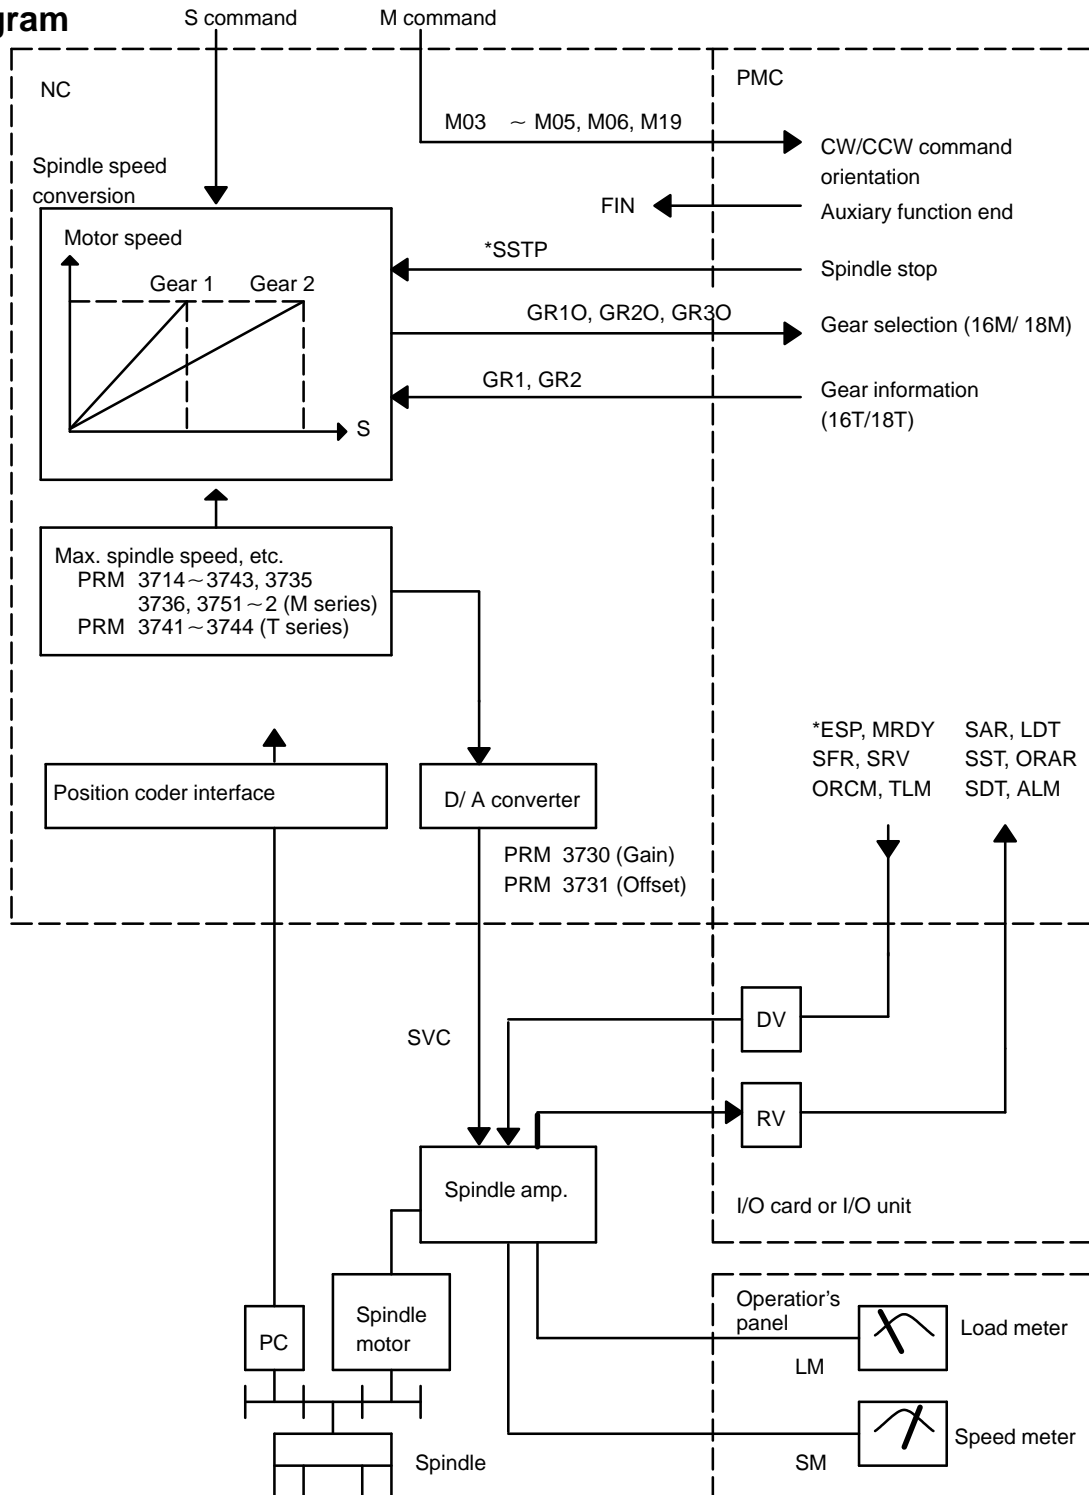 gram
S command
M command
NC
PMC
M03 ~ M05, M06, M19
CW/CCW command
orientation
Spindle speed
conversion
FIN
Auxiary function end
Motor speed
*SSTP
Spindle stop
Gear 1
Gear 2
GR1O, GR2O, GR3O
Gear selection (16M/ 18M)
GR1, GR2
Gear information
(16T/18T)
S
Max. spindle speed, etc.
PRM 3714~3743, 3735
3736, 3751~2 (M series)
PRM 3741~3744 (T series)
*ESP, MRDY
SFR, SRV
ORCM, TLM
SAR, LDT
SST, ORAR
SDT, ALM
Position coder interface
D/ A converter
PRM 3730 (Gain)
PRM 3731 (Offset)
SVC
DV
RV
Spindle amp.
I/O card or I/O unit
Spindle
motor
PC
Operatior's
panel
Load meter
LM
Speed meter
SM
Spindle